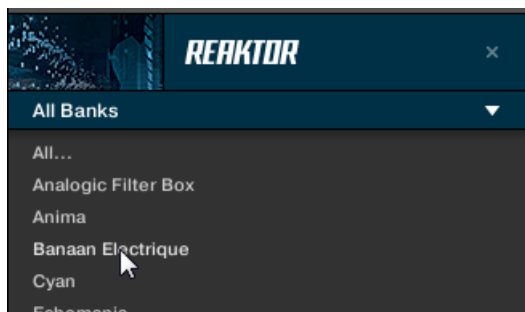 REAKTOR
All Banks
All...
Analogic Filter Box
Anima
Banaan Electrique
Cyan